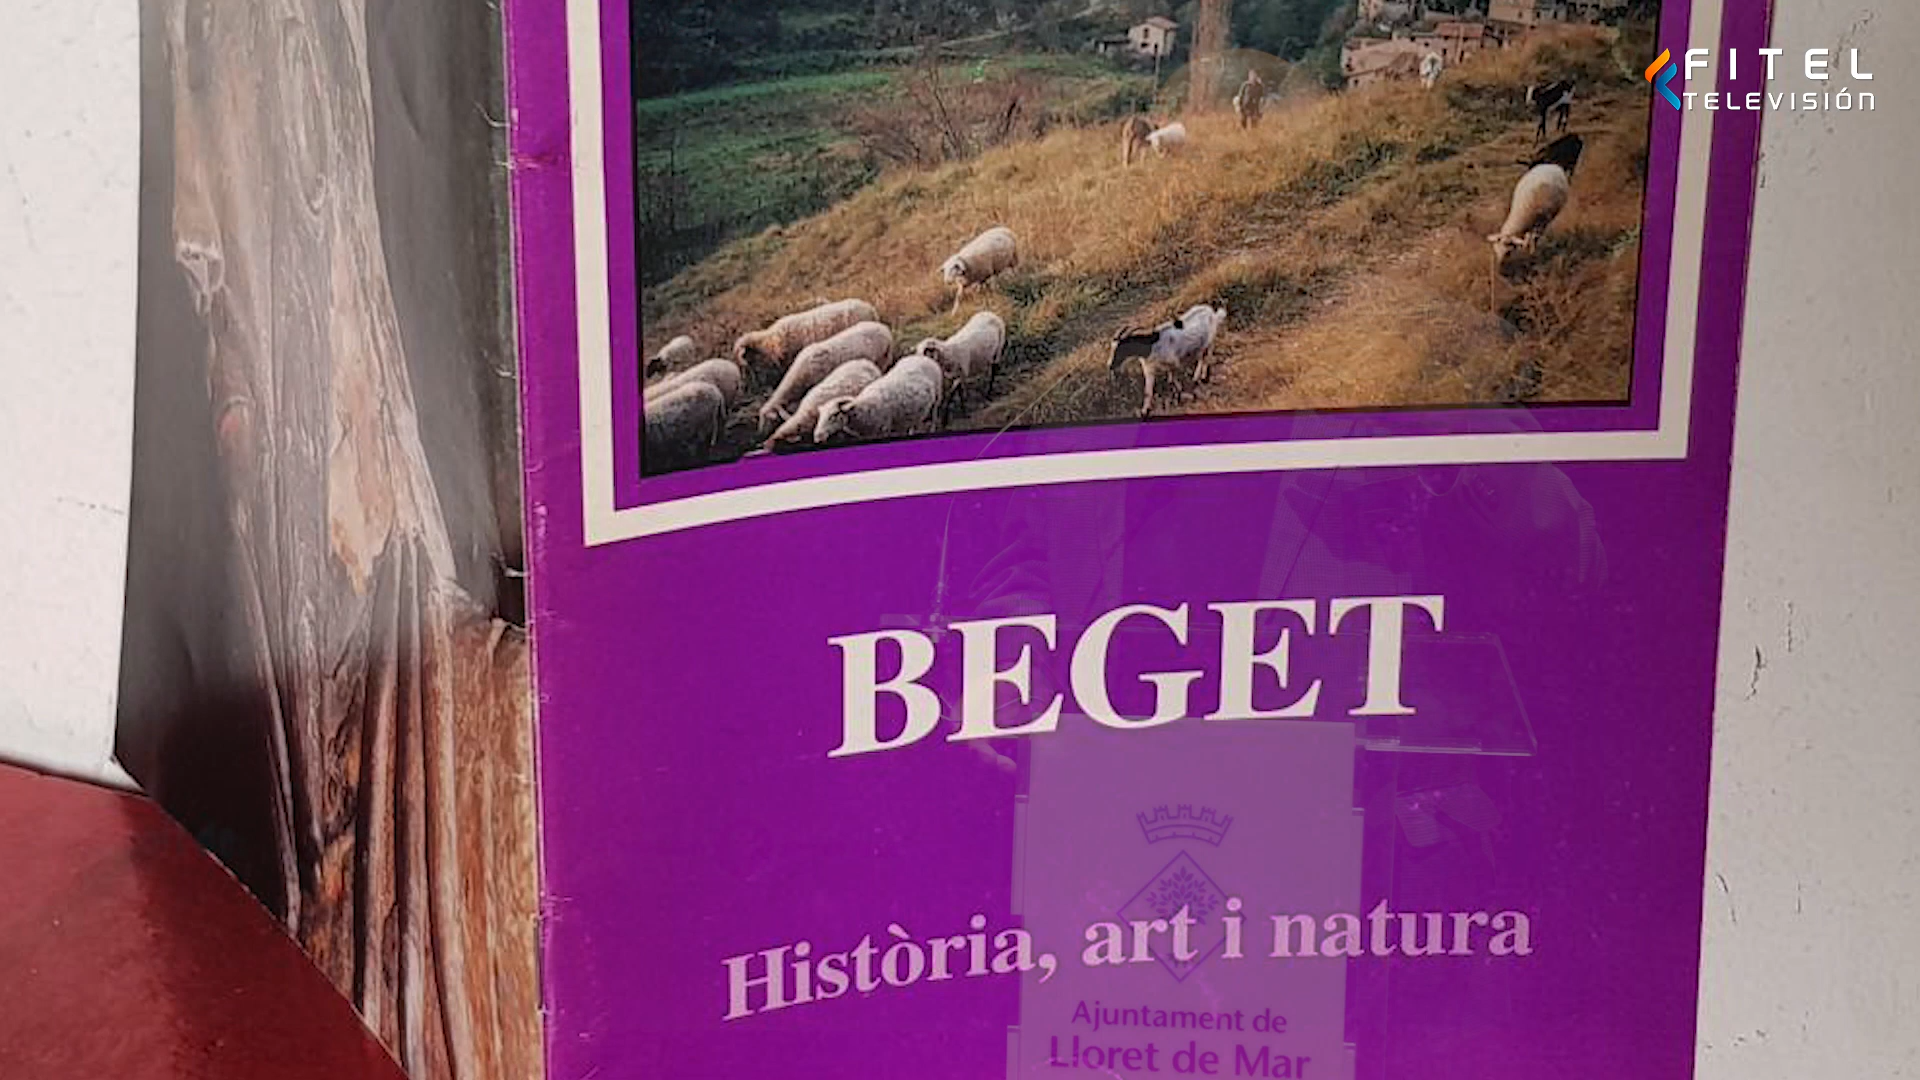 FITEL
TELEVISIÓN
BEGET
Història, art i natura
Ajuntament de
Lloret de Mar